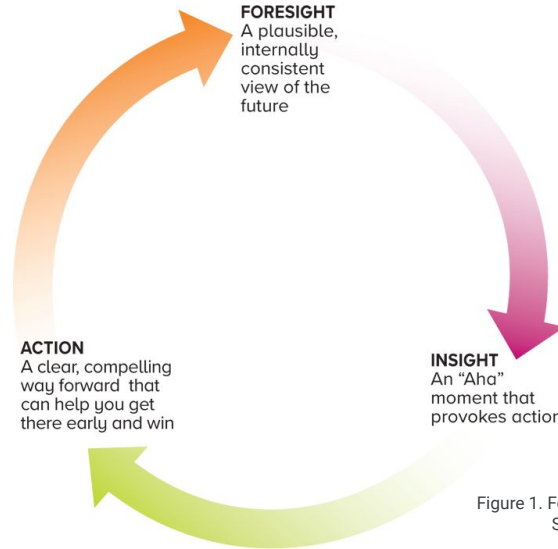 FORESIGHT
A plausible,
internally
consistent
view of the
future
INSIGHT
An “Aha”
moment that
provokes action
ACTION
A clear, compelling
way forward that
can help you get
there early and win
Figure 1.